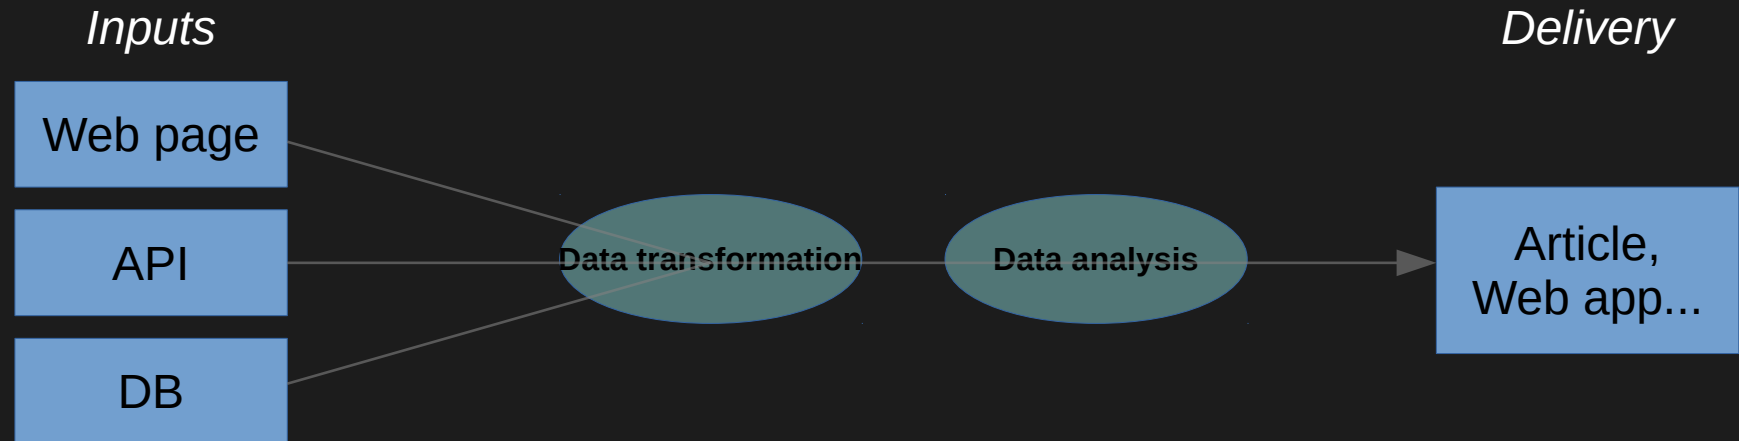 Inputs
Delivery
Web page
API
DB
Data transformation
Data analysis
Article,
Web app...